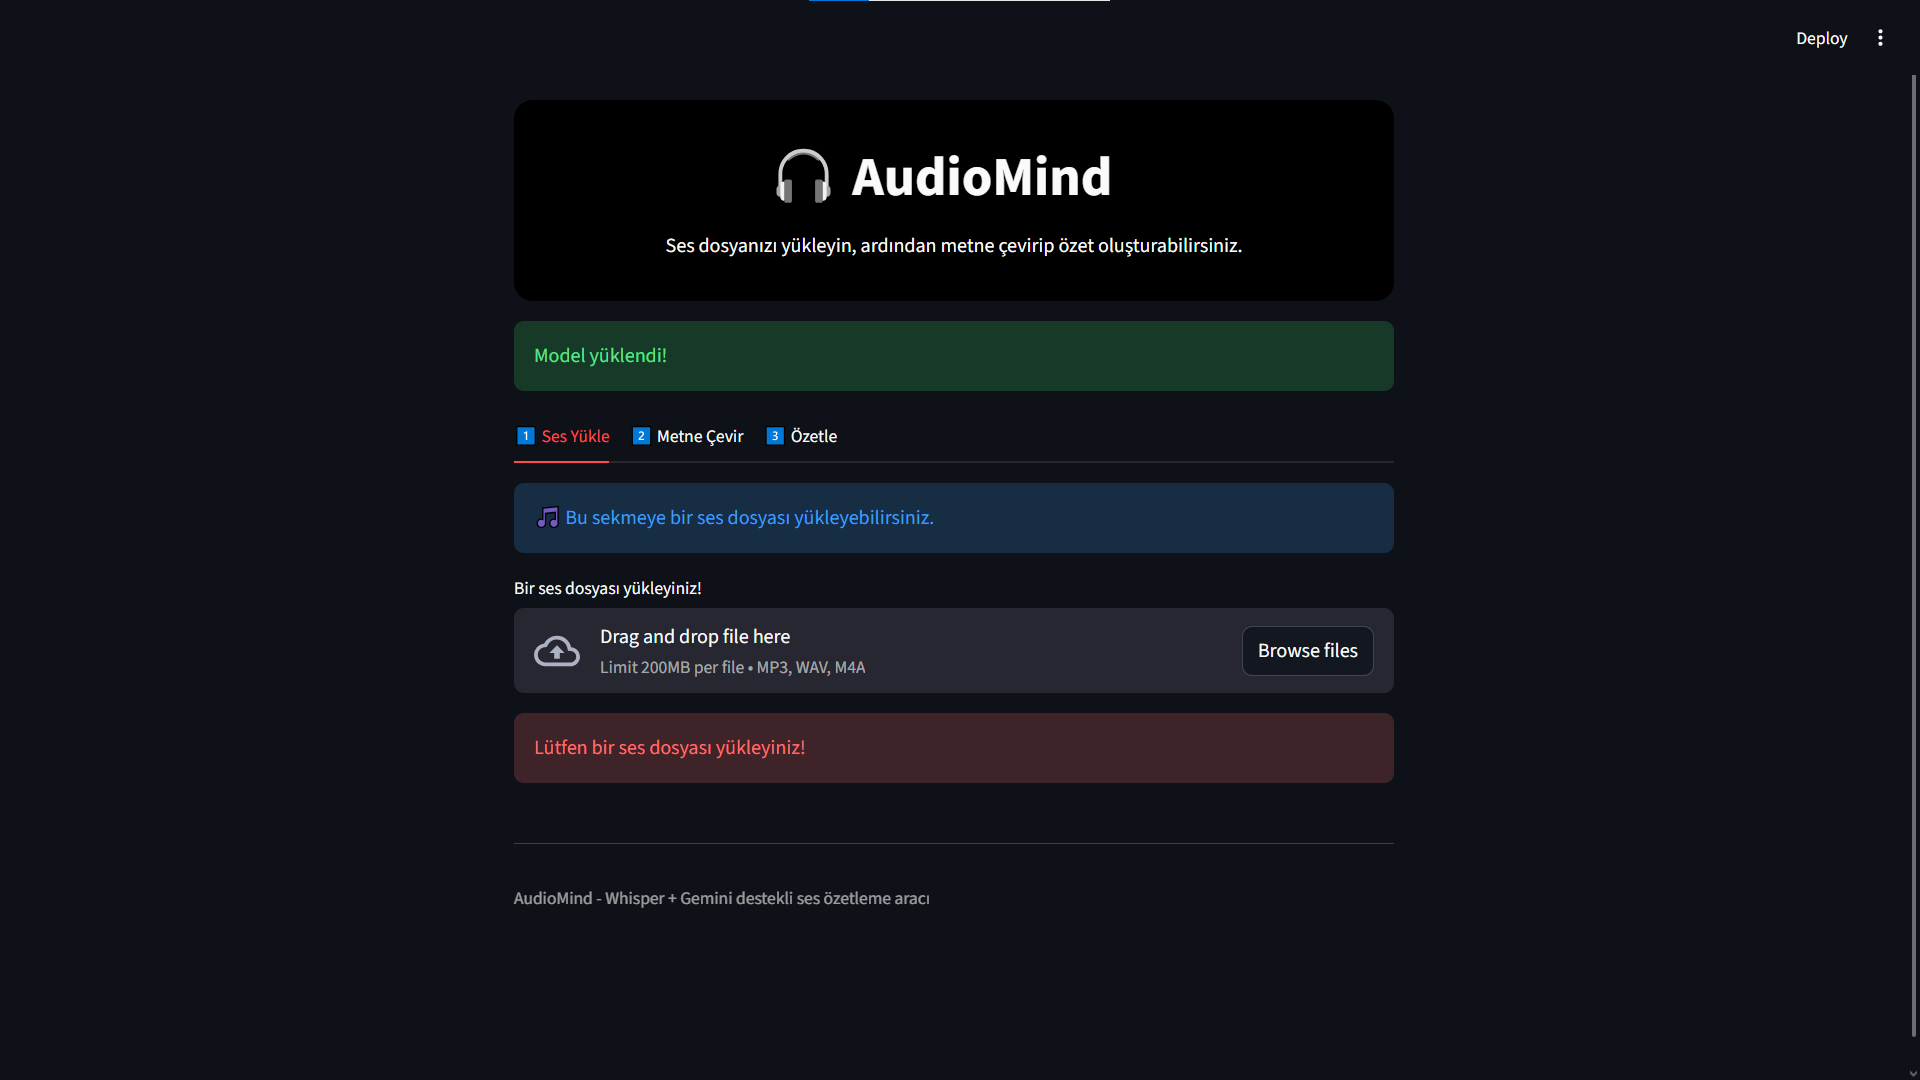 Deploy
🎧 AudioMind
Ses dosyanızı yükleyin, ardından metne çevirip özet oluşturabilirsiniz.
Model yüklendi!
1 Ses Yükle 2 Metne Çevir 3 Özetle
🎵 Bu sekmeye bir ses dosyası yükleyebilirsiniz.
Bir ses dosyası yükleyiniz!
Drag and drop file here
Limit 200MB per file • MP3, WAV, M4A
Browse files
Lütfen bir ses dosyası yükleyiniz!
AudioMind - Whisper + Gemini destekli ses özetleme aracı